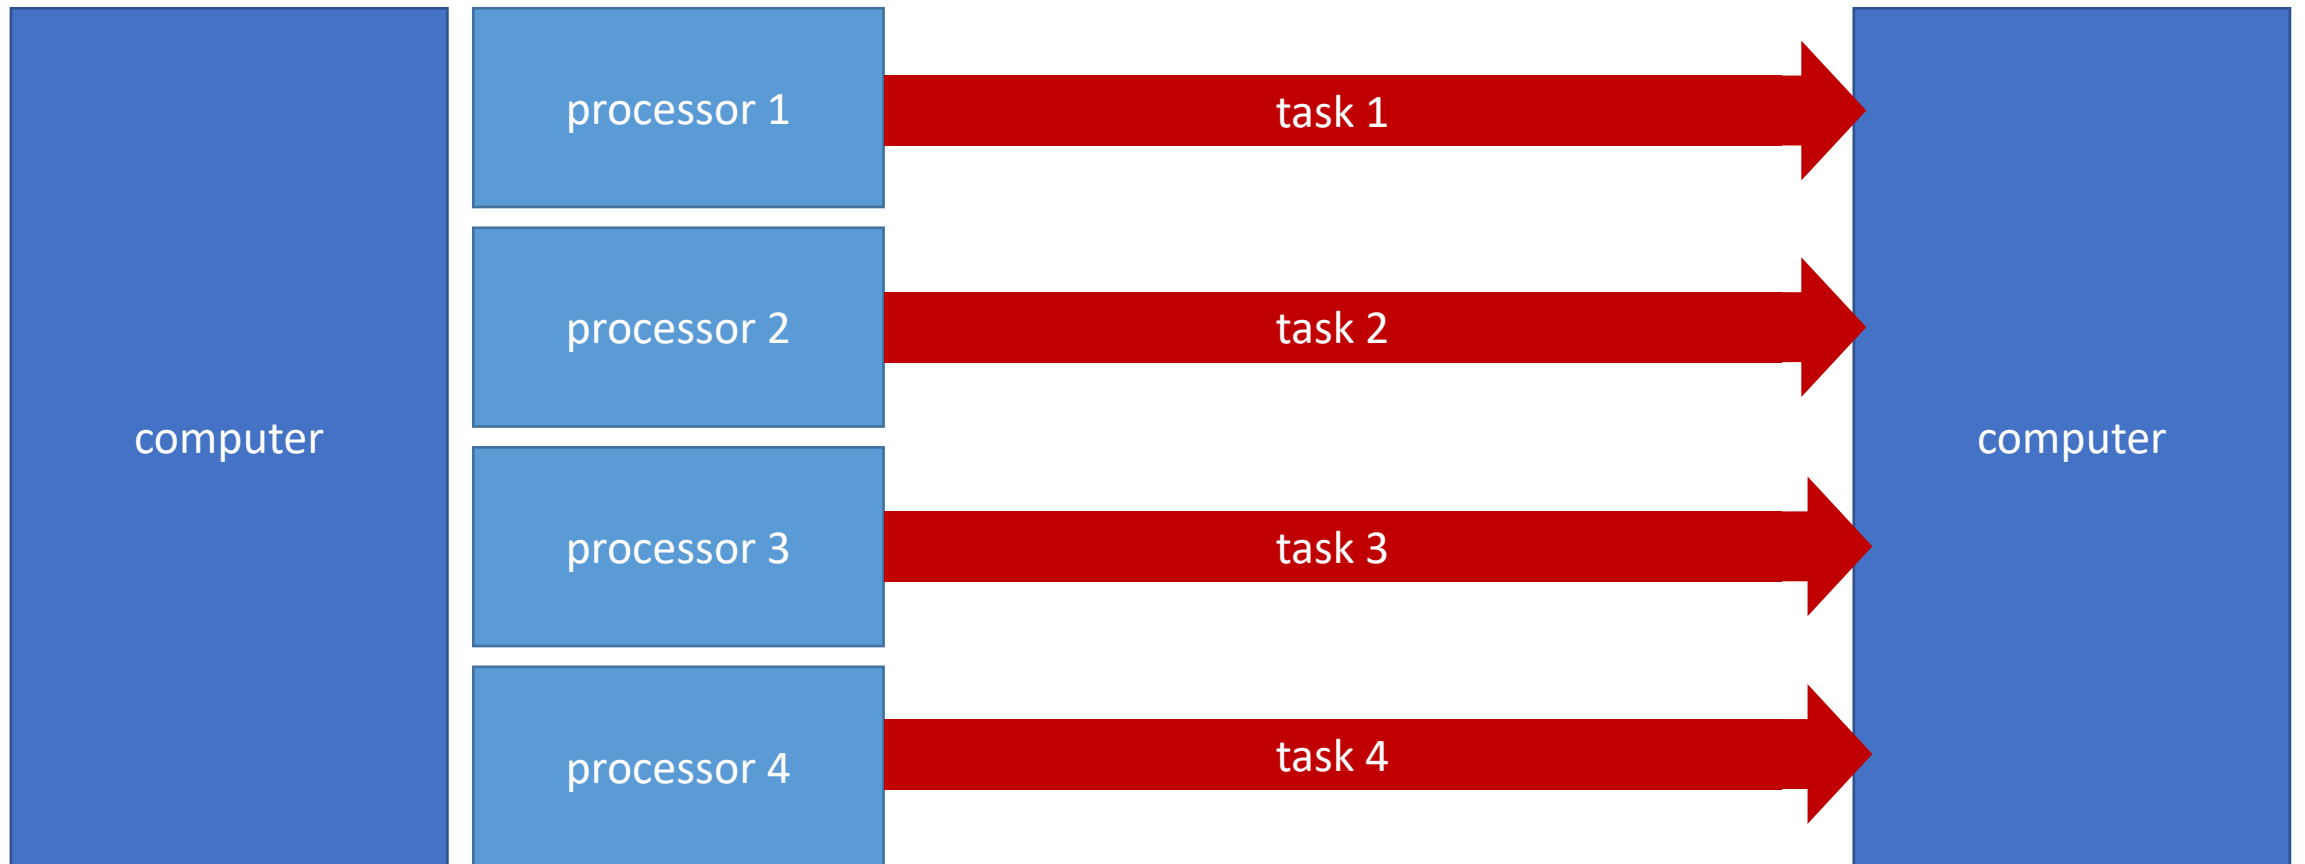 computer
processor 1
task 1
processor 2
task 2
processor 3
task 3
processor 4
task 4
computer